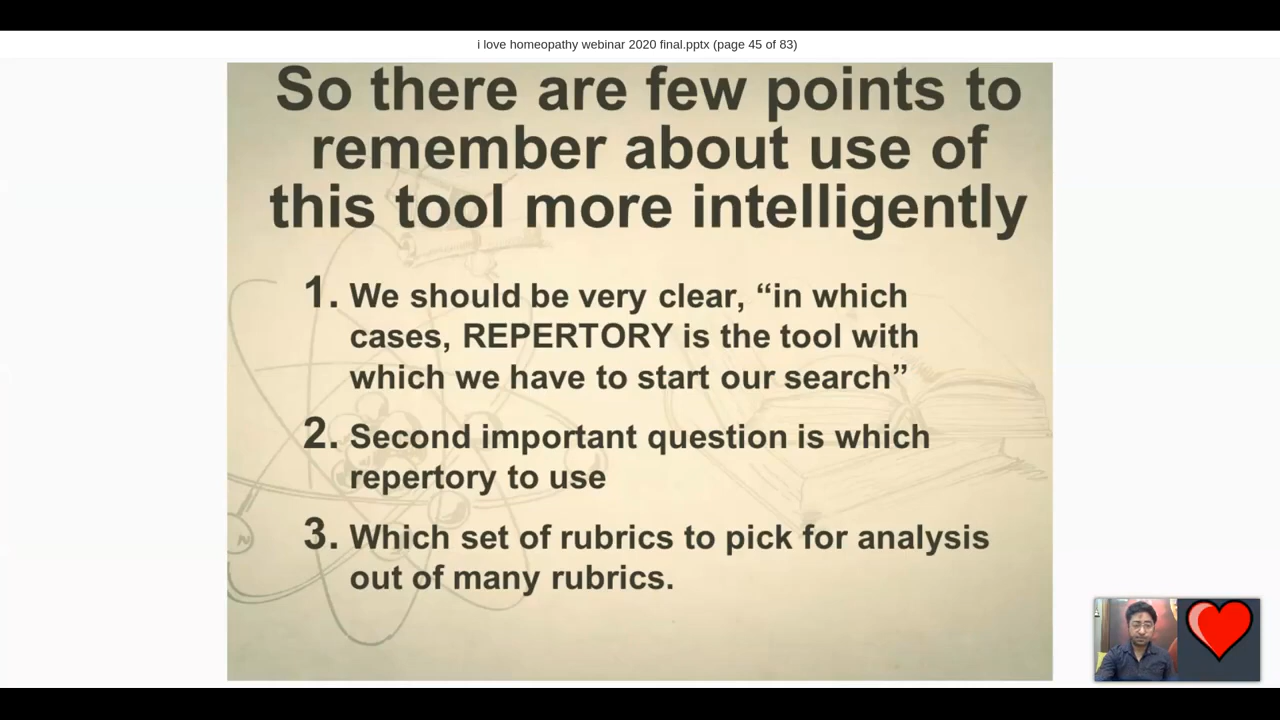 i love homeopathy webinar 2020 final.pptx (page 45 of 83)
So there are few points to
remember about use of
this tool more intelligently
1. We should be very clear, “in which
cases, REPERTORY is the tool with
which we have to start our search”
2. Second important question is which
repertory to use
3. Which set of rubrics to pick for analysis
out of many rubrics.
N